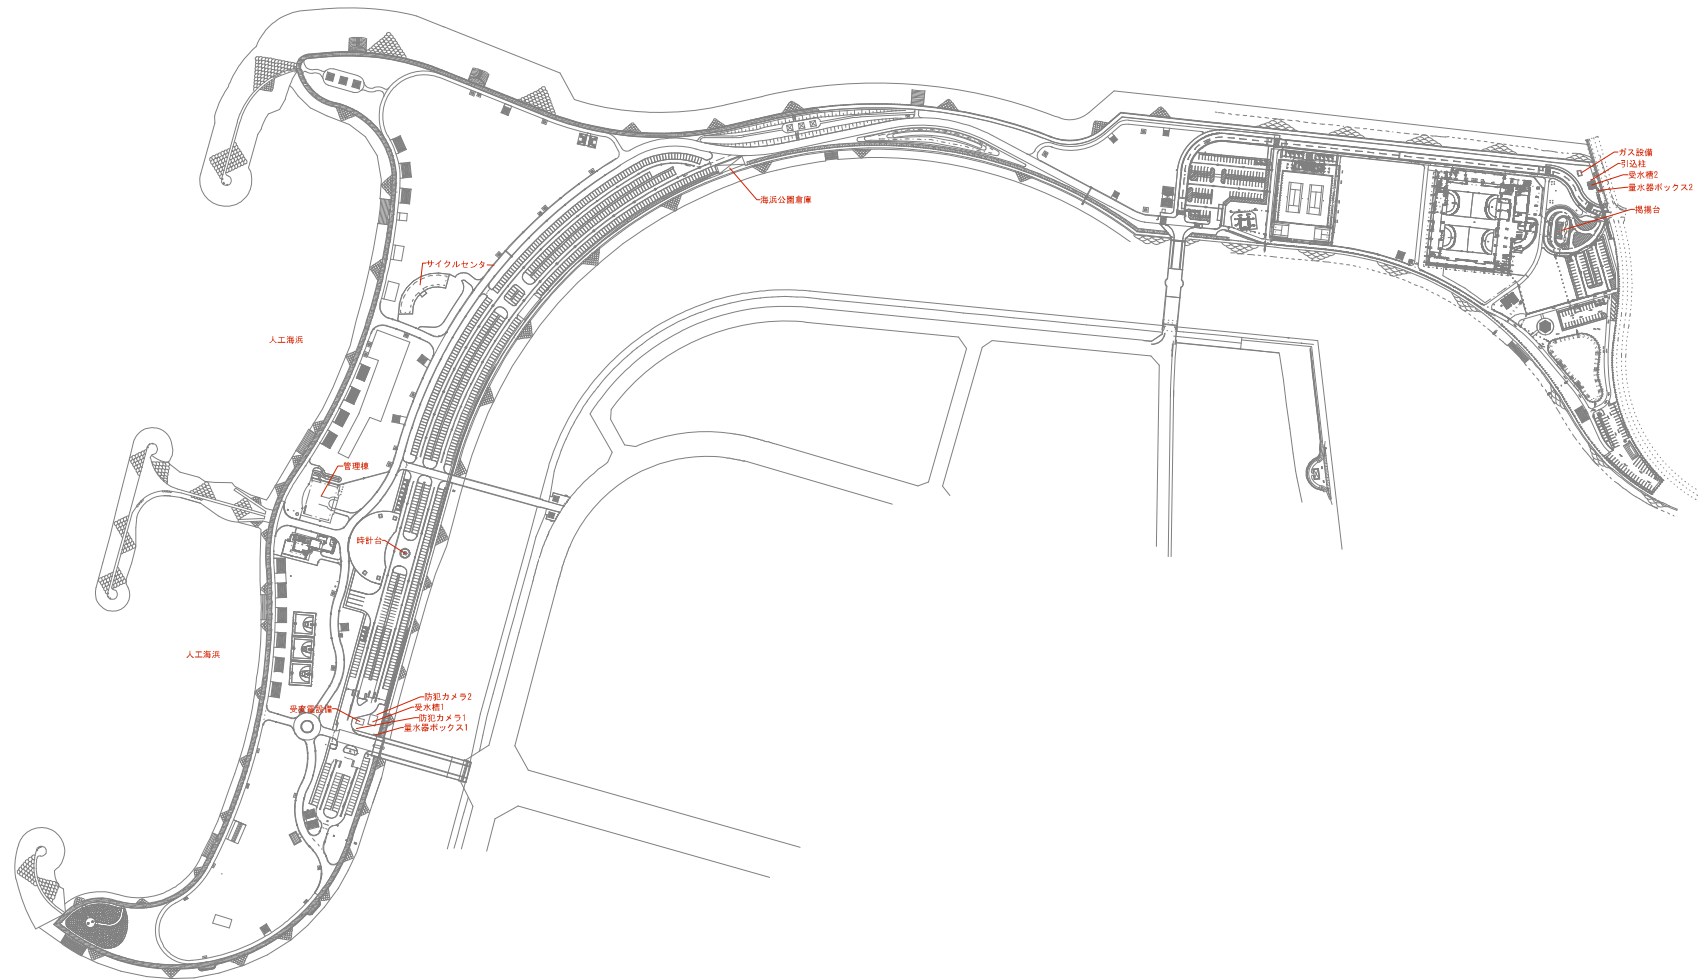 ガス設備
引込柱
受水槽2
量水器ボックス2
掲揚台
海浜公園倉庫
サイクルセンター
人工海浜
管理棟
時計台
人工海浜
防犯カメラ2
受水槽1
受変電設備
防犯カメラ1
量水器ボックス1